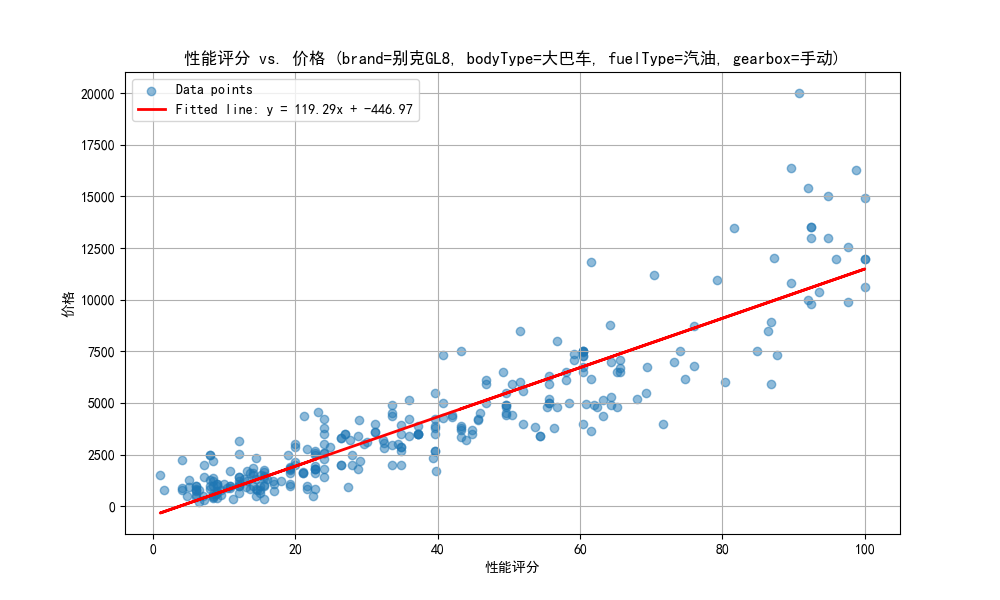 性能评分 vs. 价格 (brand=别克GL8, bodyType=大巴车, fuelType=汽油, gearbox=手动)
Data points
Fitted line: y = 119.29x + -446.97
20000
17500
15000
12500
10000
7500
5000
2500
0
价格
0 20 40 60 80 100
性能评分